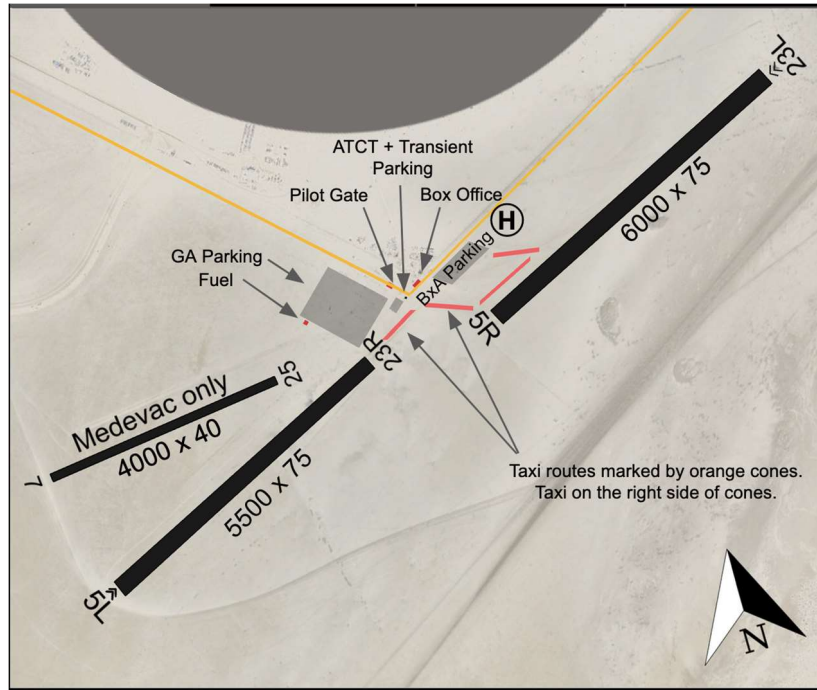 23L
6000 x 75
ATCT + Transient
Parking
Pilot Gate
Box Office
H
BxA Parking
GA Parking
Fuel
5R
23R
25
Medevac only
4000 x 40
7
5500 x 75
5L
Taxi routes marked by orange cones.
Taxi on the right side of cones.
N